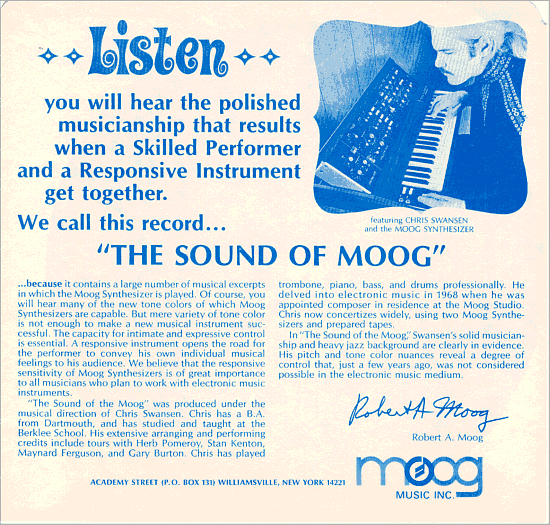 Listen
you will hear the polished
musicianship that results
when a Skilled Performer
and a Responsive Instrument
get together.
We call this record...
featuring CHRIS SWANSEN
and the MOOG SYNTHESIZER
"THE SOUND OF MOOG"
...because it contains a large number of musical excerpts
in which the Moog Synthesizer is played. Of course, you
will hear many of the new tone colors of which Moog
Synthesizers are capable. But mere variety of tone color
is not enough to make a new musical instrument suc-
cessful. The capacity for intimate and expressive control
is essential. A responsive instrument opens the road for
the performer to convey his own individual musical
feelings to his audience. We believe that the responsive
sensitivity of Moog Synthesizers is of great importance
to all musicians who plan to work with electronic music
instruments.
"The Sound of Moog" was produced under the
musical direction of Chris Swansen. Chris has a B.A.
from Dartmouth, and has studied and taught at the
Berklee School. His extensive arranging and performing
credits include tours with Herb Pomeroy, Stan Kenton,
Maynard Ferguson, and Gary Burton. Chris has played
trombone, piano, bass, and drums professionally. He
delved into electronic music in 1968 when he was
appointed composer in residence at the Moog Studio.
Chris now concertizes widely, using two Moog Synthe-
sizers and prepared tapes.
In "The Sound of the Moog," Swansen's solid musician-
ship and heavy jazz background are clearly in evidence.
His pitch and tone color nuances reveal a degree of
control that, just a few years ago, was not considered
possible in the electronic music medium.
Robert A Moog
Robert A. Moog
moog
MUSIC INC.
ACADEMY STREET (P.O. BOX 131) WILLIAMSVILLE, NEW YORK 14221